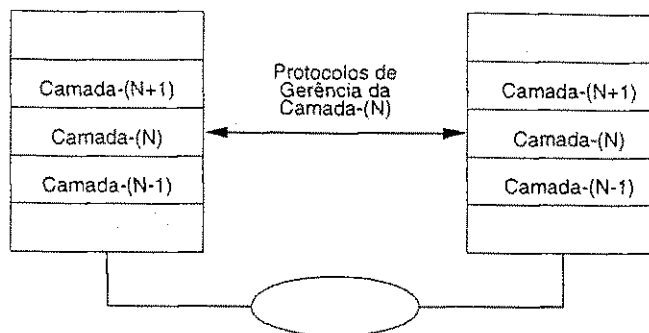 Protocolos de
Gerência da
Camada-(N)
Camada-(N+1)
Camada-(N)
Camada-(N-1)
Camada-(N+1)
Camada-(N)
Camada-(N-1)